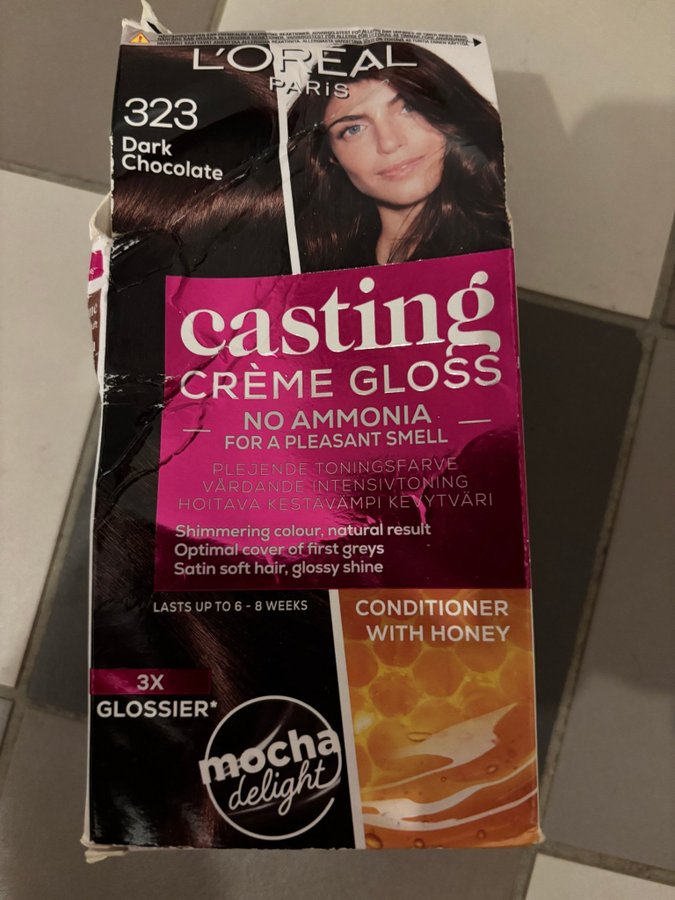 L'ORÉAL
PARIS
323
Dark
Chocolate
casting
CRÈME GLOSS
NO AMMONIA
FOR A PLEASANT SMELL
PLEJENDE TONINGSFARVE
VÅRDANDE INTENSIVTONING
HOITAVA KESTÄVÄMPI KEVYTVÄRI
Shimmering colour, natural result
Optimal cover of first greys
Satin soft hair, glossy shine
LASTS UP TO 6 - 8 WEEKS
CONDITIONER
WITH HONEY
3X
GLOSSIER*
mocha
delight